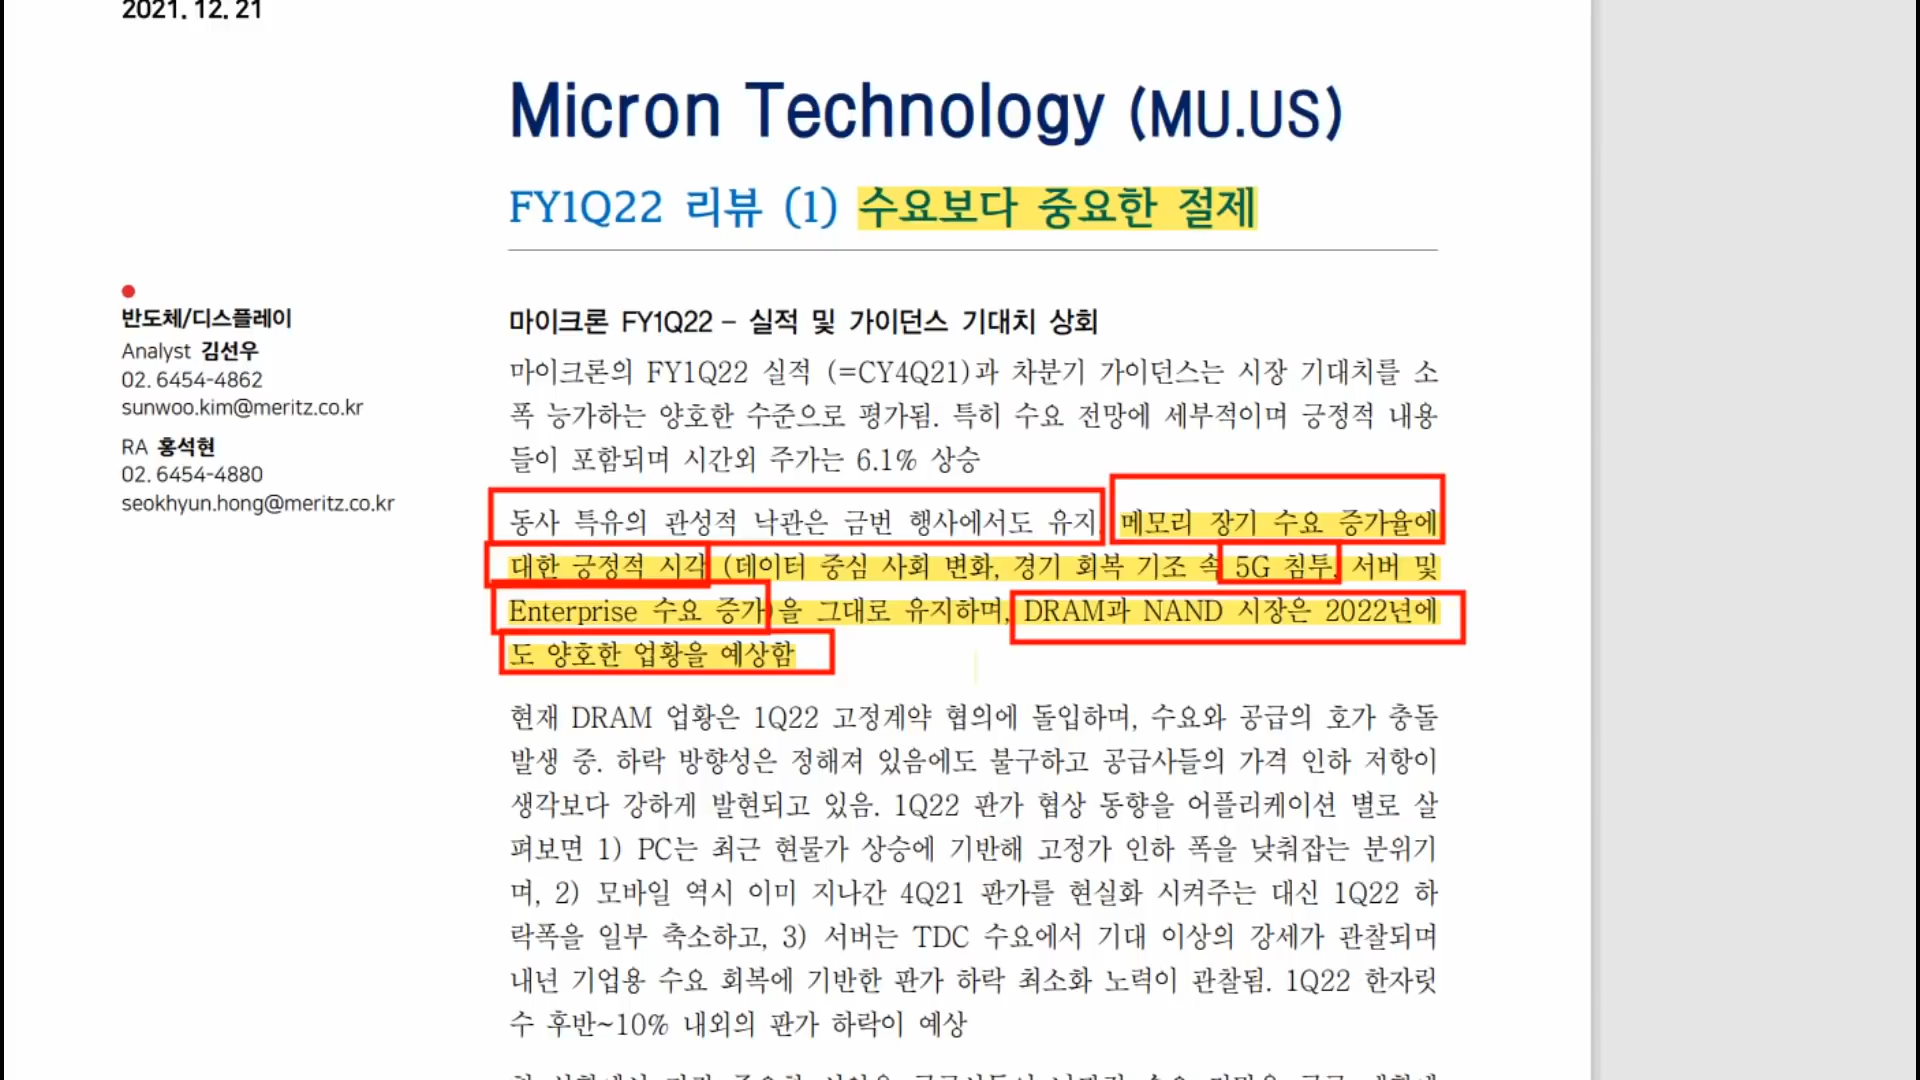 2021. 12. 21
Micron Technology (MU.US)
FY1Q22 리뷰 (1) 수요보다 중요한 절제
반도체/디스플레이
Analyst 김선우
02. 6454-4862
sunwoo.kim@meritz.co.kr
RA 홍석현
02. 6454-4880
seokhyun.hong@meritz.co.kr
마이크론 FY1Q22 – 실적 및 가이던스 기대치 상회
마이크론의 FY1Q22 실적 (=CY4Q21)과 차분기 가이던스는 시장 기대치를 소
폭 능가하는 양호한 수준으로 평가됨. 특히 수요 전망에 세부적이며 긍정적 내용
들이 포함되며 시간외 주가는 6.1% 상승
동사 특유의 관성적 낙관은 금번 행사에서도 유지. 메모리 장기 수요 증가율에
대한 긍정적 시각 (데이터 중심 사회 변화, 경기 회복 기조 속 5G 침투, 서버 및
Enterprise 수요 증가)을 그대로 유지하며, DRAM과 NAND 시장은 2022년에
도 양호한 업황을 예상함
현재 DRAM 업황은 1Q22 고정계약 협의에 돌입하며, 수요와 공급의 호가 충돌
발생 중. 하락 방향성은 정해져 있음에도 불구하고 공급사들의 가격 인하 저항이
생각보다 강하게 발현되고 있음. 1Q22 판가 협상 동향을 어플리케이션 별로 살
펴보면 1) PC는 최근 현물가 상승에 기반해 고정가 인하 폭을 낮춰잡는 분위기
며, 2) 모바일 역시 이미 지나간 4Q21 판가를 현실화 시켜주는 대신 1Q22 하
락폭을 일부 축소하고, 3) 서버는 TDC 수요에서 기대 이상의 강세가 관찰되며
내년 기업용 수요 회복에 기반한 판가 하락 최소화 노력이 관찰됨. 1Q22 한자릿
수 후반~10% 내외의 판가 하락이 예상